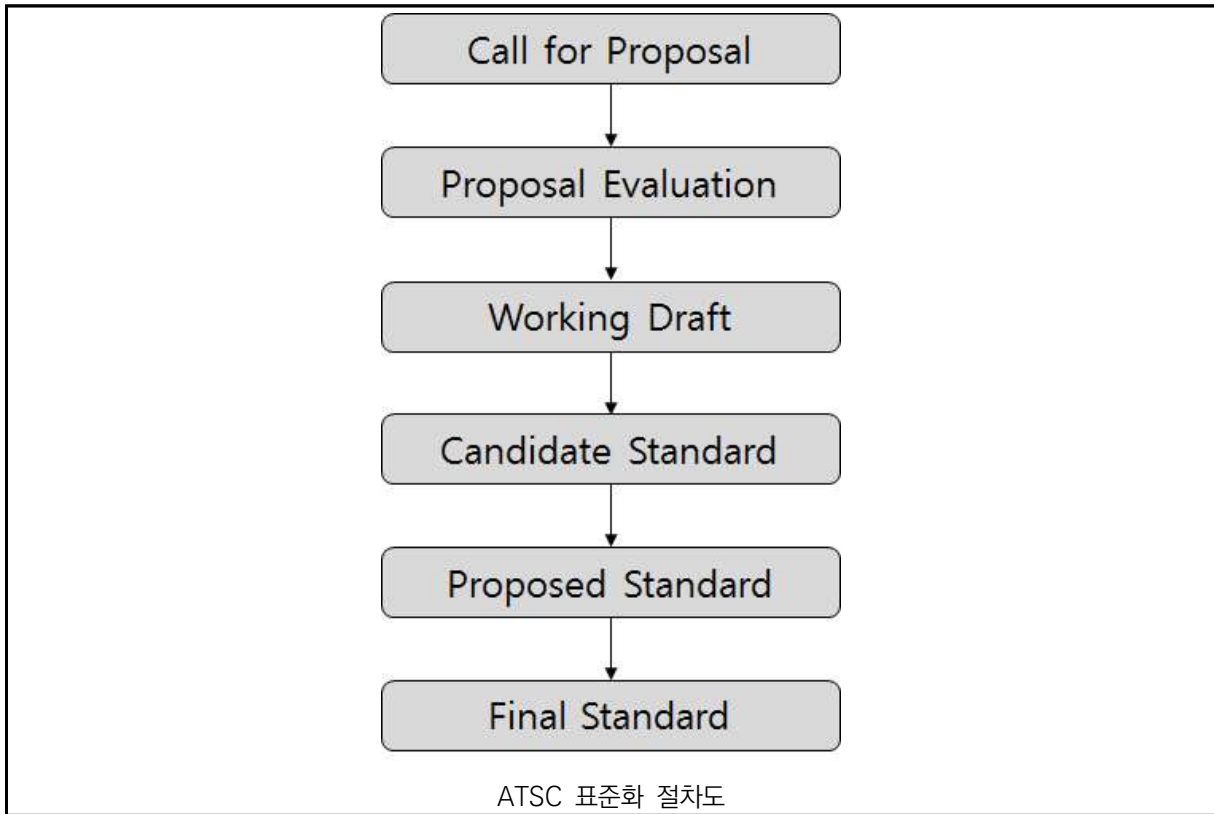 Call for Proposal
Proposal Evaluation
Working Draft
Candidate Standard
Proposed Standard
Final Standard
ATSC 표준화 절차도